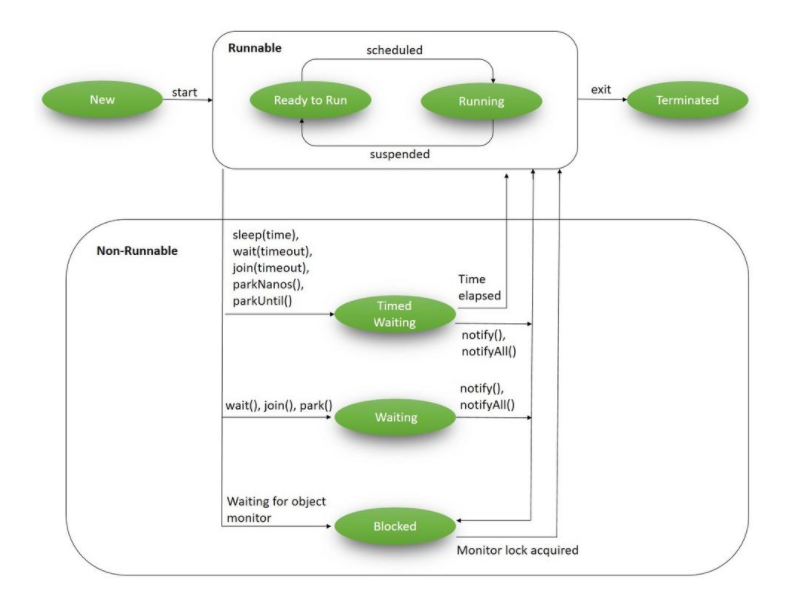 Runnable
scheduled
New
start
Ready to Run
Running
exit
Terminated
suspended
Non-Runnable
sleep(time),
wait(timeout),
join(timeout),
parkNanos(),
parkUntil()
Timed
Waiting
Time
elapsed
notify(),
notifyAll()
wait(), join(), park()
Waiting
notify(),
notifyAll()
Waiting for object
monitor
Blocked
Monitor lock acquired